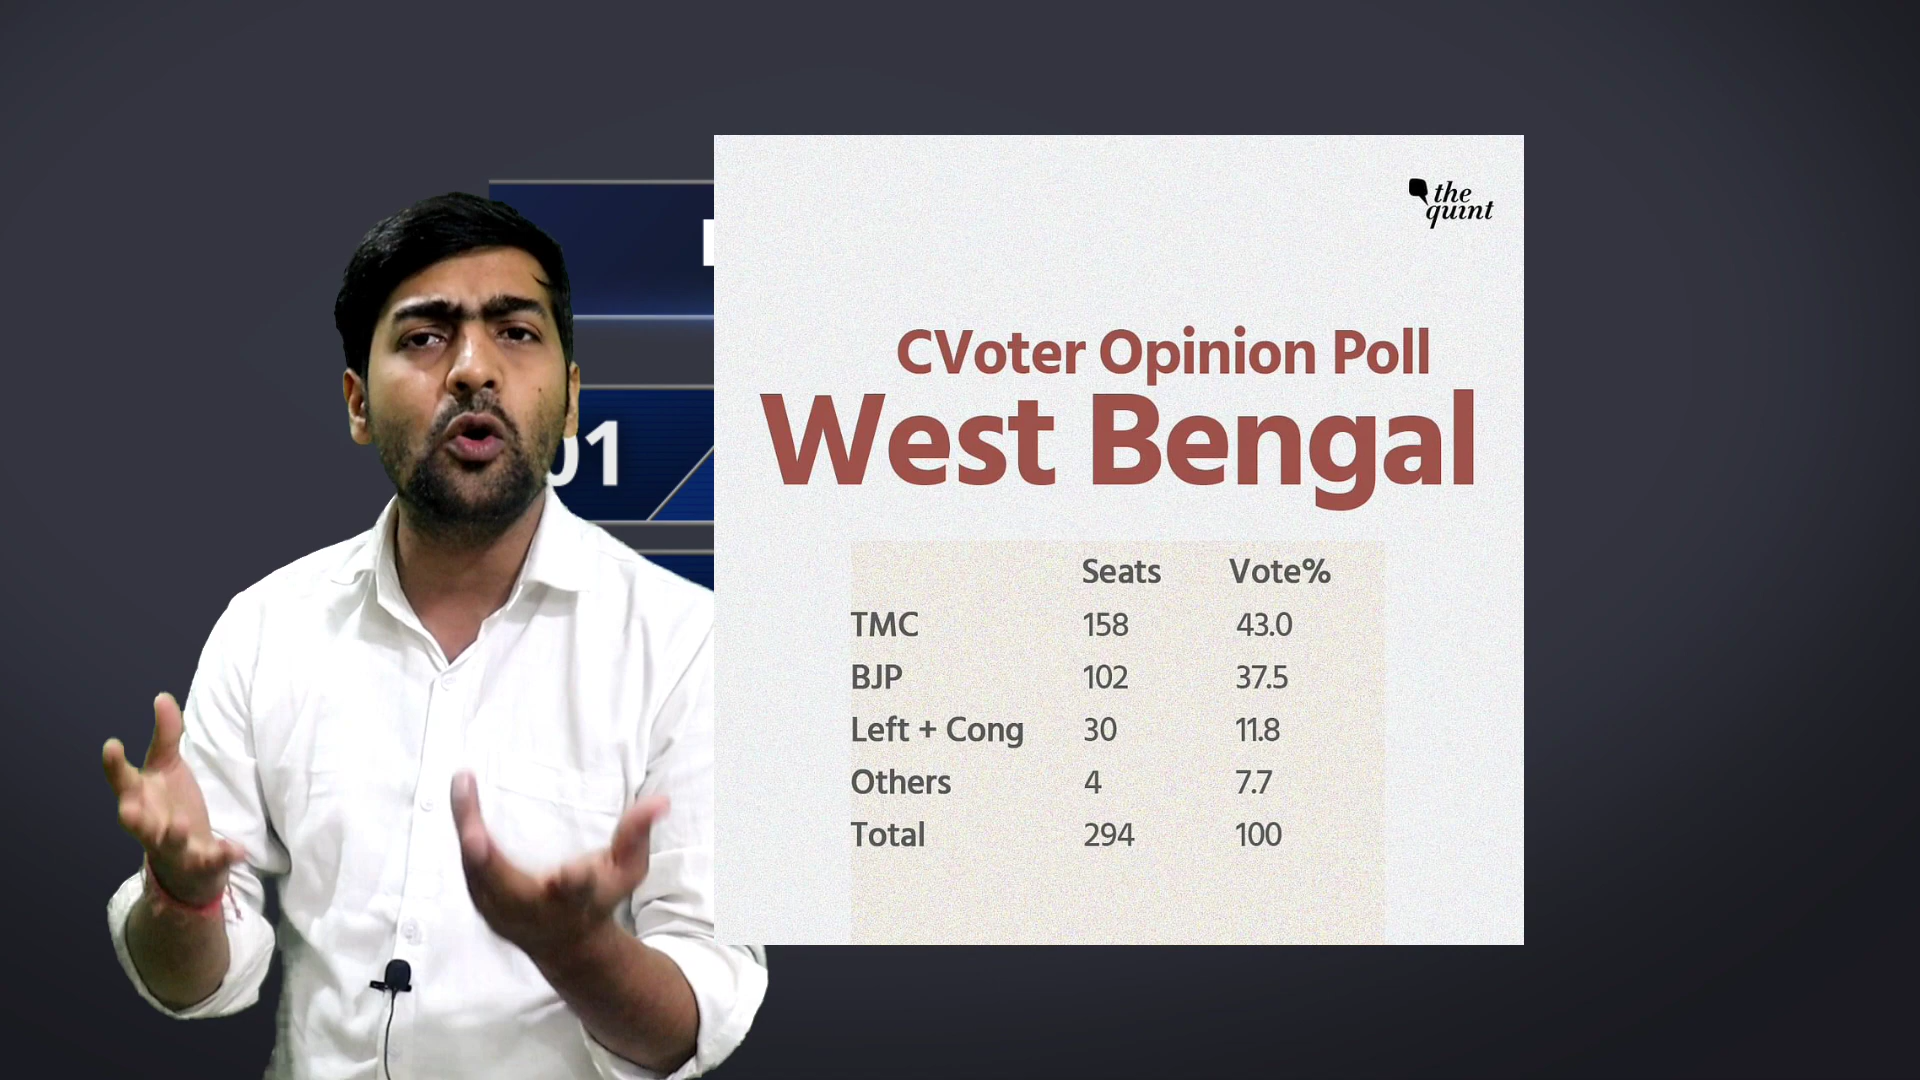 the
quint
CVoter Opinion Poll
West Bengal
Seats Vote%
TMC 158 43.0
BJP 102 37.5
Left + Cong 30 11.8
Others 4 7.7
Total 294 100
01